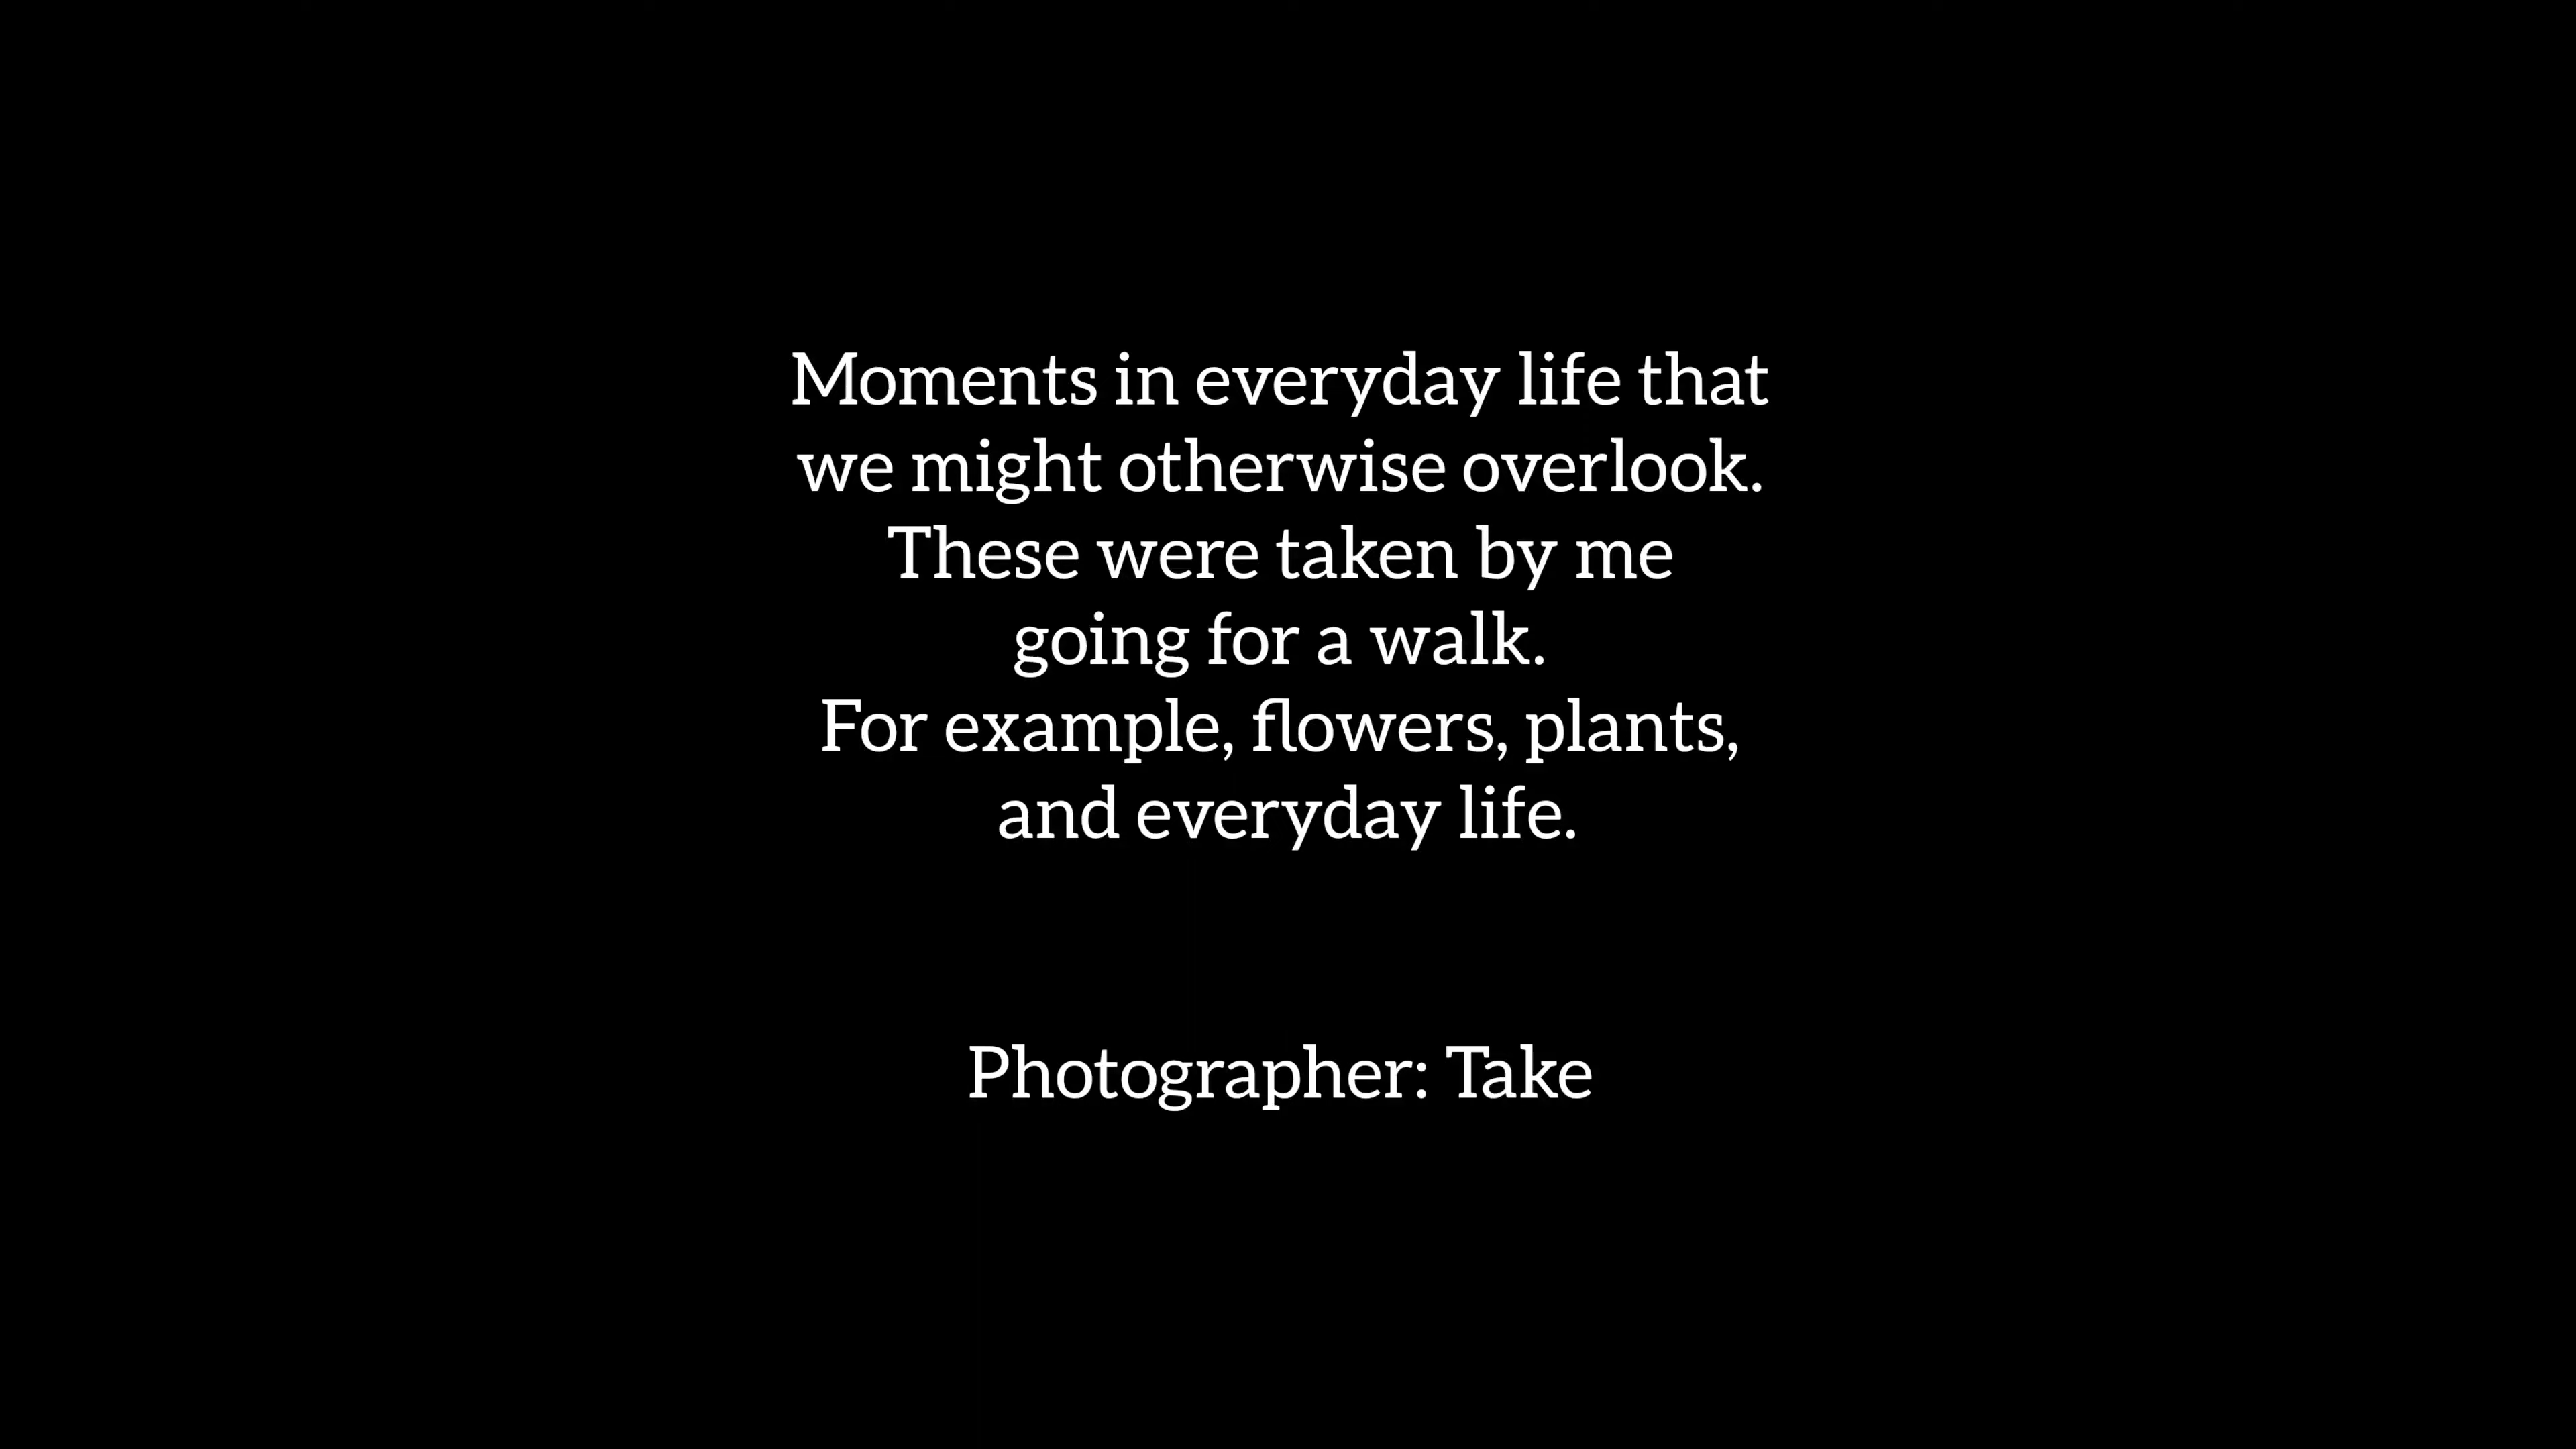 Moments in everyday life that
we might otherwise overlook.
These were taken by me
going for a walk.
For example, flowers, plants,
and everyday life.
Photographer: Take